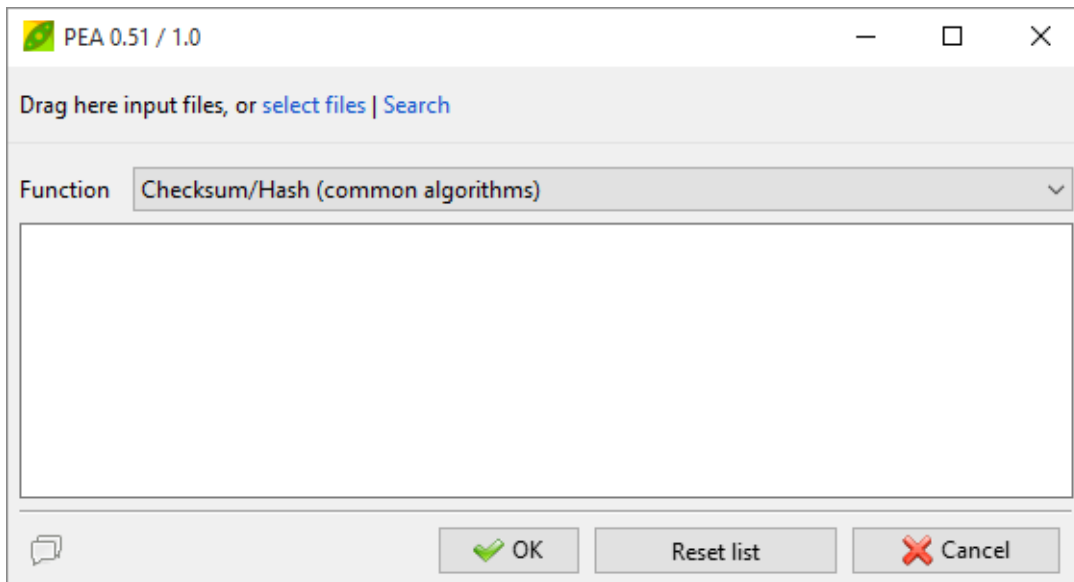 PEA 0.51 / 1.0
Drag here input files, or select files | Search
Function Checksum/Hash (common algorithms)
OK Reset list Cancel